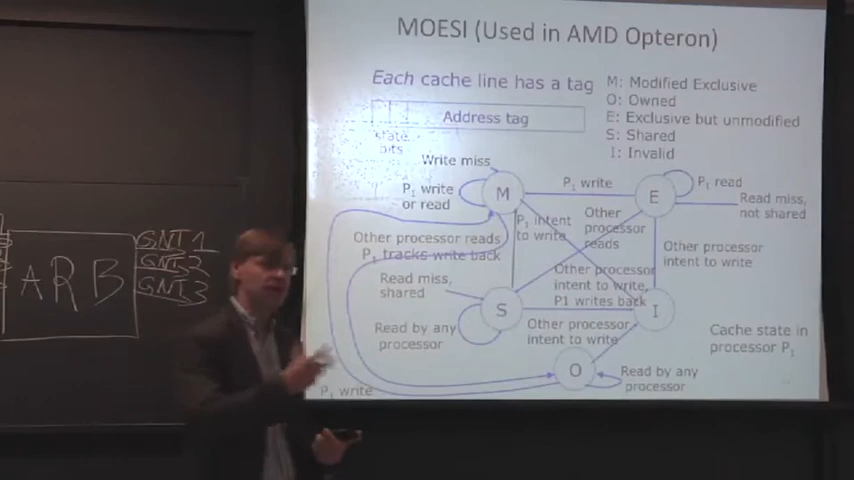 MOESI (Used in AMD Opteron)
Each cache line has a tag
M: Modified Exclusive
O: Owned
E: Exclusive but unmodified
S: Shared
I: Invalid
Address tag
state
bits
Write miss
P1 write
or read
M
P1 write
E
P1 read
Read miss,
not shared
P1 intent
to write
Other
processor
reads
Other processor
intent to write
Other processor reads
P1 tracks write back
Read miss,
shared
Other processor
intent to write,
P1 writes back
S
I
Read by any
processor
Other processor
intent to write
Cache state in
processor P1
O
Read by any
processor
P1 write
ARB
GNT1
GNT2
GNT3